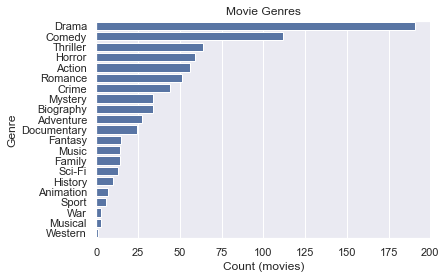 Movie Genres
Genre
Drama
Comedy
Thriller
Horror
Action
Romance
Crime
Mystery
Biography
Adventure
Documentary
Fantasy
Music
Family
Sci-Fi
History
Animation
Sport
War
Musical
Western
0 25 50 75 100 125 150 175 200
Count (movies)